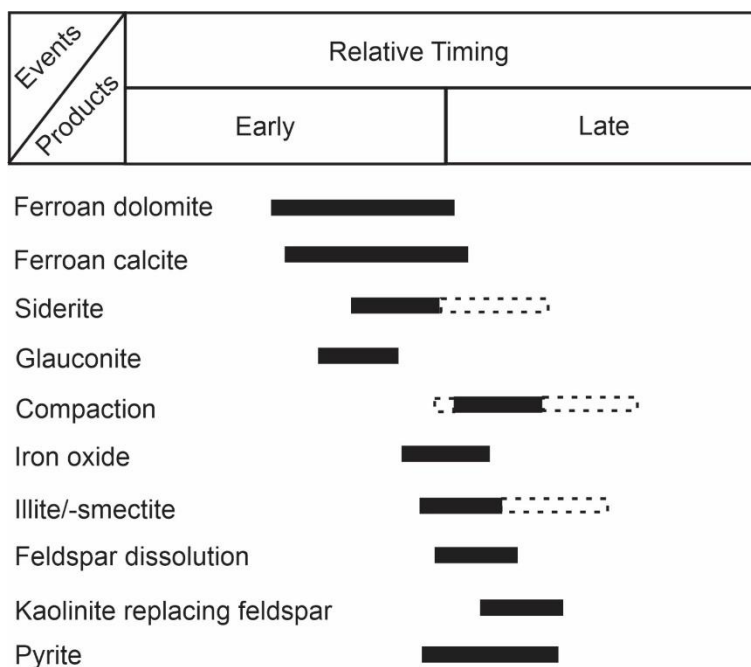 Events
Products
Relative Timing
Early
Late
Ferroan dolomite
Ferroan calcite
Siderite
Glauconite
Compaction
Iron oxide
Illite/-smectite
Feldspar dissolution
Kaolinite replacing feldspar
Pyrite